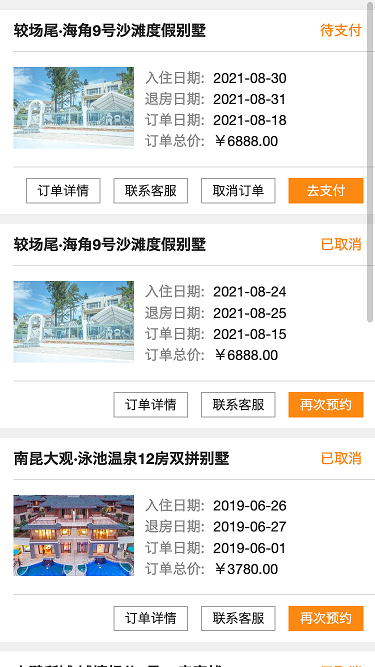 较场尾·海角9号沙滩度假别墅 待支付
入住日期: 2021-08-30
退房日期: 2021-08-31
订单日期: 2021-08-18
订单总价: ￥6888.00
订单详情 联系客服 取消订单 去支付
较场尾·海角9号沙滩度假别墅 已取消
入住日期: 2021-08-24
退房日期: 2021-08-25
订单日期: 2021-08-15
订单总价: ￥6888.00
订单详情 联系客服 再次预约
南昆大观·泳池温泉12房双拼别墅 已取消
入住日期: 2019-06-26
退房日期: 2019-06-27
订单日期: 2019-06-01
订单总价: ￥3780.00
订单详情 联系客服 再次预约